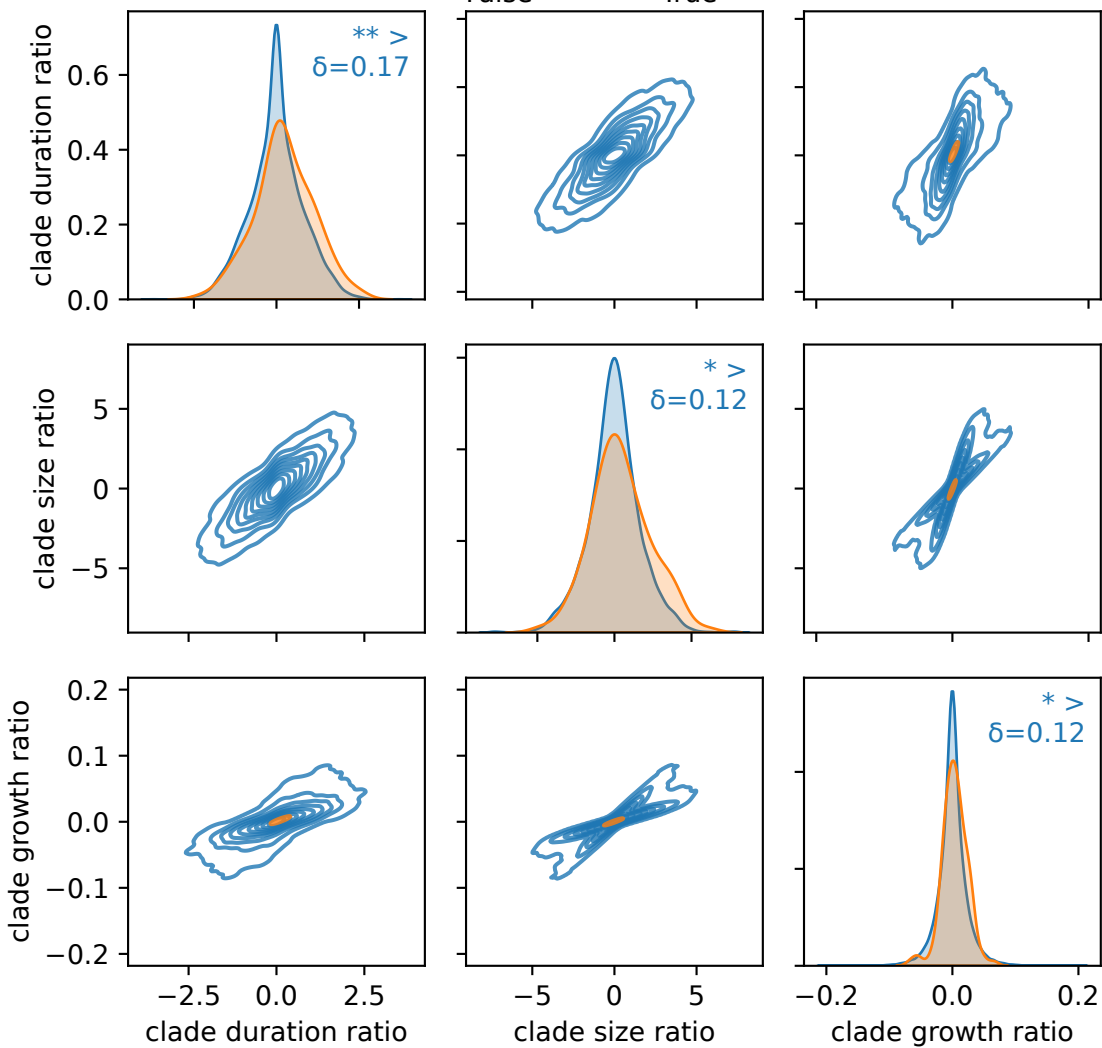 clade duration ratio
0.6
0.4
0.2
0.0
** >
δ=0.17
clade size ratio
5
0
−5
* >
δ=0.12
clade growth ratio
0.2
0.1
0.0
−0.1
−0.2
* >
δ=0.12
−2.5 0.0 2.5
clade duration ratio
−5 0 5
clade size ratio
−0.2 0.0 0.2
clade growth ratio